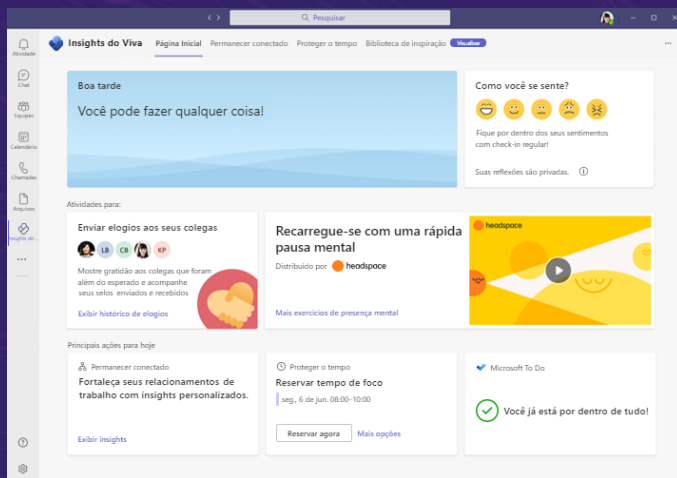 Pesquisar
Insights do Viva
Página Inicial
Permanecer conectado
Proteger o tempo
Biblioteca de inspiração
Visualizar
Atividade
Chat
Equipes
Calendário
Chamadas
Arquivos
Insights do ...
Boa tarde
Você pode fazer qualquer coisa!
Como você se sente?
Fique por dentro dos seus sentimentos
com check-in regular!
Suas reflexões são privadas.
Atividades para:
Enviar elogios aos seus colegas
LB
CB
KP
Mostre gratidão aos colegas que foram
além do esperado e acompanhe
seus selos enviados e recebidos
Exibir histórico de elogios
Recarregue-se com uma rápida
pausa mental
Distribuído por headspace
Mais exercícios de presença mental
headspace
Principais ações para hoje
Permanecer conectado
Fortaleça seus relacionamentos de
trabalho com insights personalizados.
Exibir insights
Proteger o tempo
Reservar tempo de foco
seg., 6 de jun. 08:00-10:00
Reservar agora
Mais opções
Microsoft To Do
Você já está por dentro de tudo!